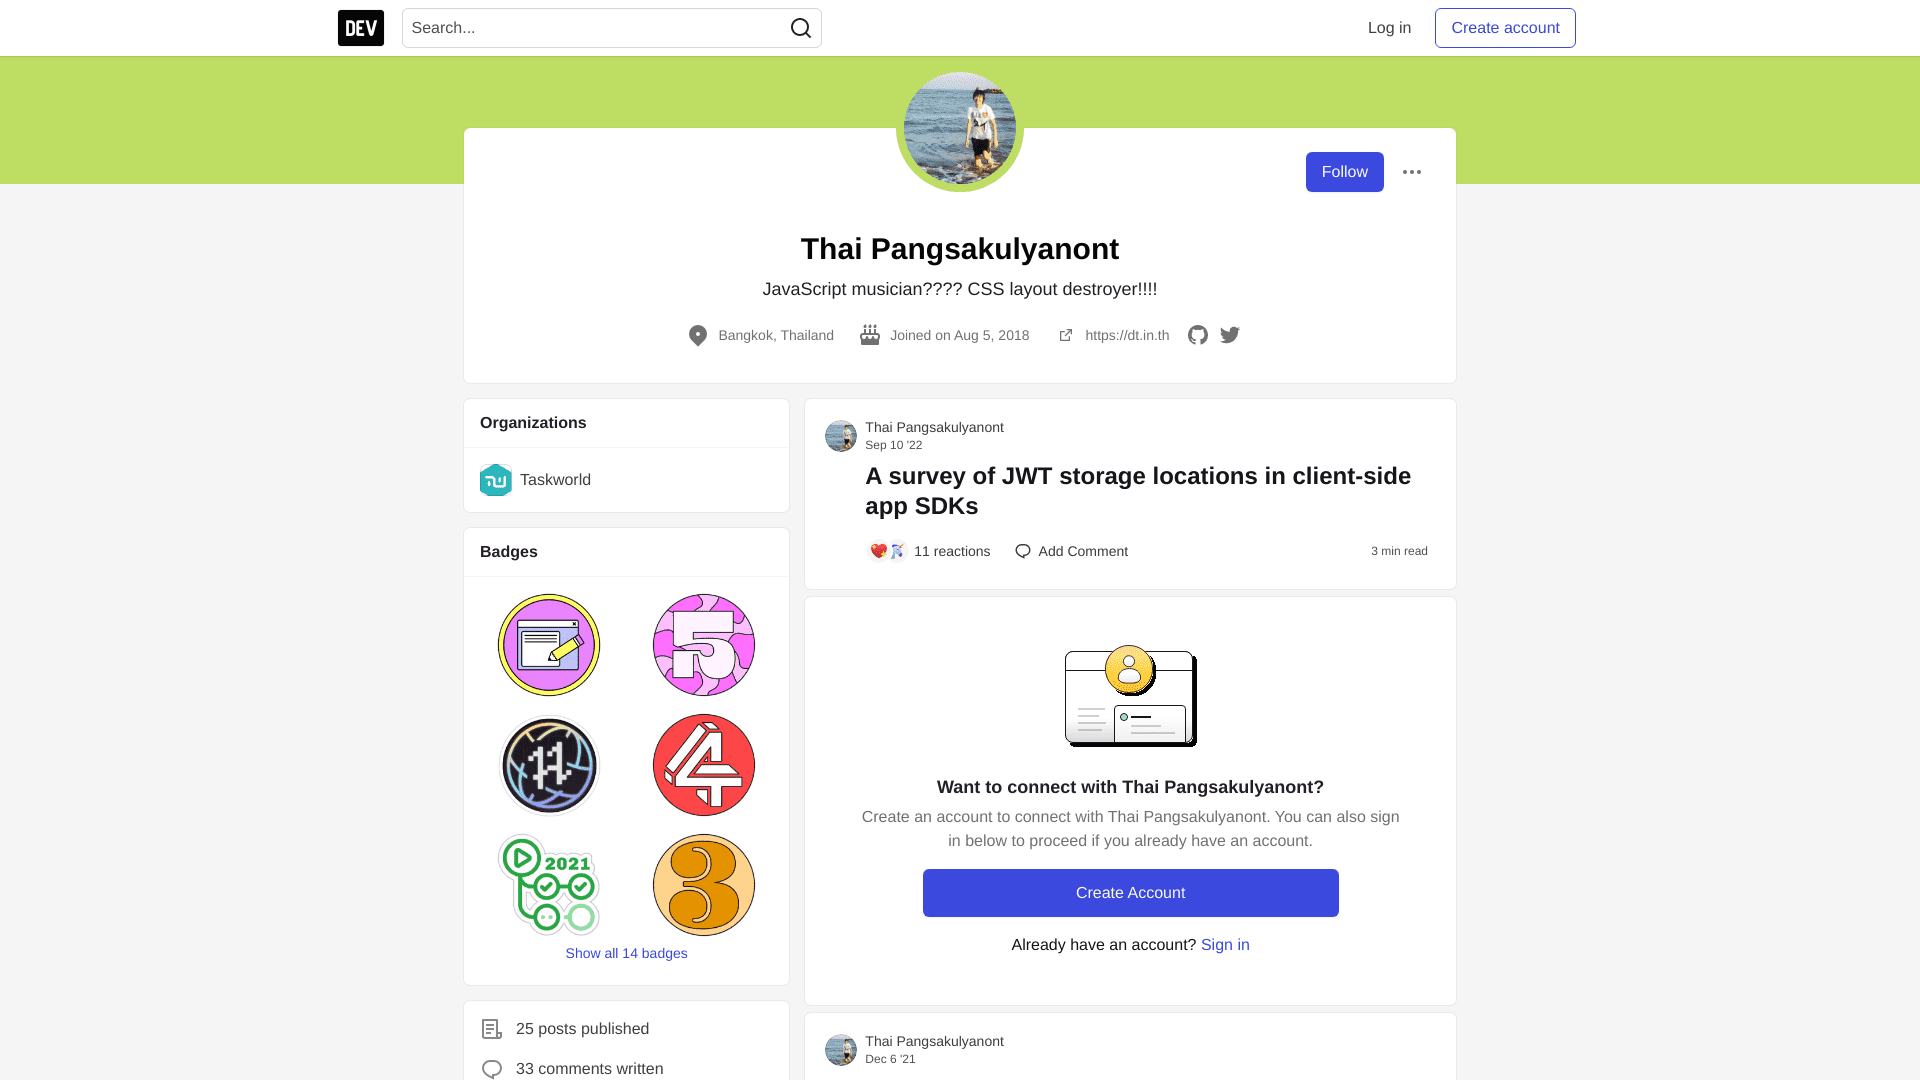 DEV
Search...
Log in
Create account
Follow
Thai Pangsakulyanont
JavaScript musician???? CSS layout destroyer!!!!
Bangkok, Thailand
Joined on Aug 5, 2018
https://dt.in.th
Organizations
Taskworld
Badges
5
4
2021
3
Show all 14 badges
25 posts published
33 comments written
Thai Pangsakulyanont
Sep 10 '22
A survey of JWT storage locations in client-side
app SDKs
11 reactions
Add Comment
3 min read
Want to connect with Thai Pangsakulyanont?
Create an account to connect with Thai Pangsakulyanont. You can also sign
in below to proceed if you already have an account.
Create Account
Already have an account? Sign in
Thai Pangsakulyanont
Dec 6 '21